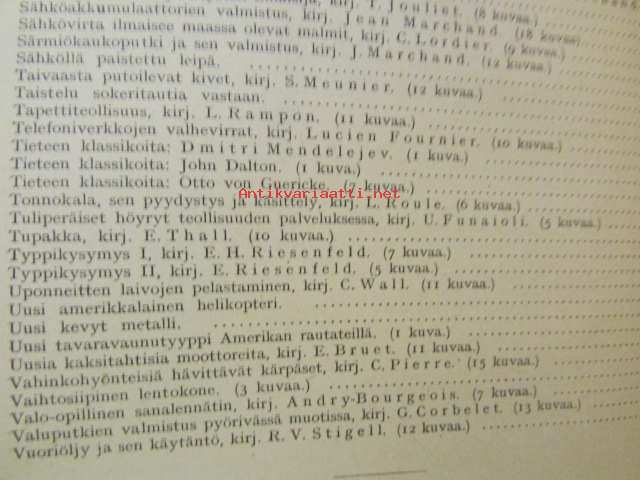 T. Jouliet. (8 kuvaa.)
Sähköakkumulaattorien valmistus, kirj. Jean Marchand.
Sähkövirta ilmaisee maassa olevat malmit, kirj. C. Lordier. (18 kuvaa.)
Särmiökaukoputki ja sen valmistus, kirj. J. Marchand. (9 kuvaa.)
Sähköllä paistettu leipä. (12 kuvaa.)
Taivaasta putoilevat kivet, kirj. S. Meunier. (12 kuvaa.)
Taistelu sokeritautia vastaan.
Tapettiteollisuus, kirj. L. Rampon. (11 kuvaa.)
Telefoniverkkojen valhevirrat, kirj. Lucien Fournier. (10 kuvaa.)
Tieteen klassikoita: Dmitri Mendelejev. (1 kuva.)
Tieteen klassikoita: John Dalton. (1 kuva.)
Tieteen klassikoita: Otto von Guericke. (7 kuvaa.)
Antikvariaatti.net
Tonnokala, sen pyydystys ja käsittely, kirj. L. Roule. (6 kuvaa.)
Tuliperäiset höyryt teollisuuden palveluksessa, kirj. U. Funaioli. (5 kuvaa.)
Tupakka, kirj. E. Thall. (10 kuvaa.)
Typpikysymys I, kirj. E. H. Riesenfeld. (7 kuvaa.)
Typpikysymys II, kirj. E. Riesenfeld. (5 kuvaa.)
Uponneitten laivojen pelastaminen, kirj. C. Wall. (11 kuvaa.)
Uusi amerikkalainen helikopteri.
Uusi kevyt metalli.
Uusi tavaravaunutyyppi Amerikan rautateillä. (1 kuva.)
Uusia kaksitahtisia moottoreita, kirj. E. Bruet. (11 kuvaa.)
Vahinkohyönteisiä hävittävät kärpäset, kirj. C. Pierre. (15 kuvaa.)
Vaihtosiipinen lentokone. (3 kuvaa.)
Valo-opillinen sanalennätin, kirj. Andry-Bourgeois. (7 kuvaa.)
Valuputkien valmistus pyörivässä muotissa, kirj. G. Corbelet. (13 kuvaa.)
Vuoriöljy ja sen käytäntö, kirj. R. V. Stigell. (12 kuvaa.)